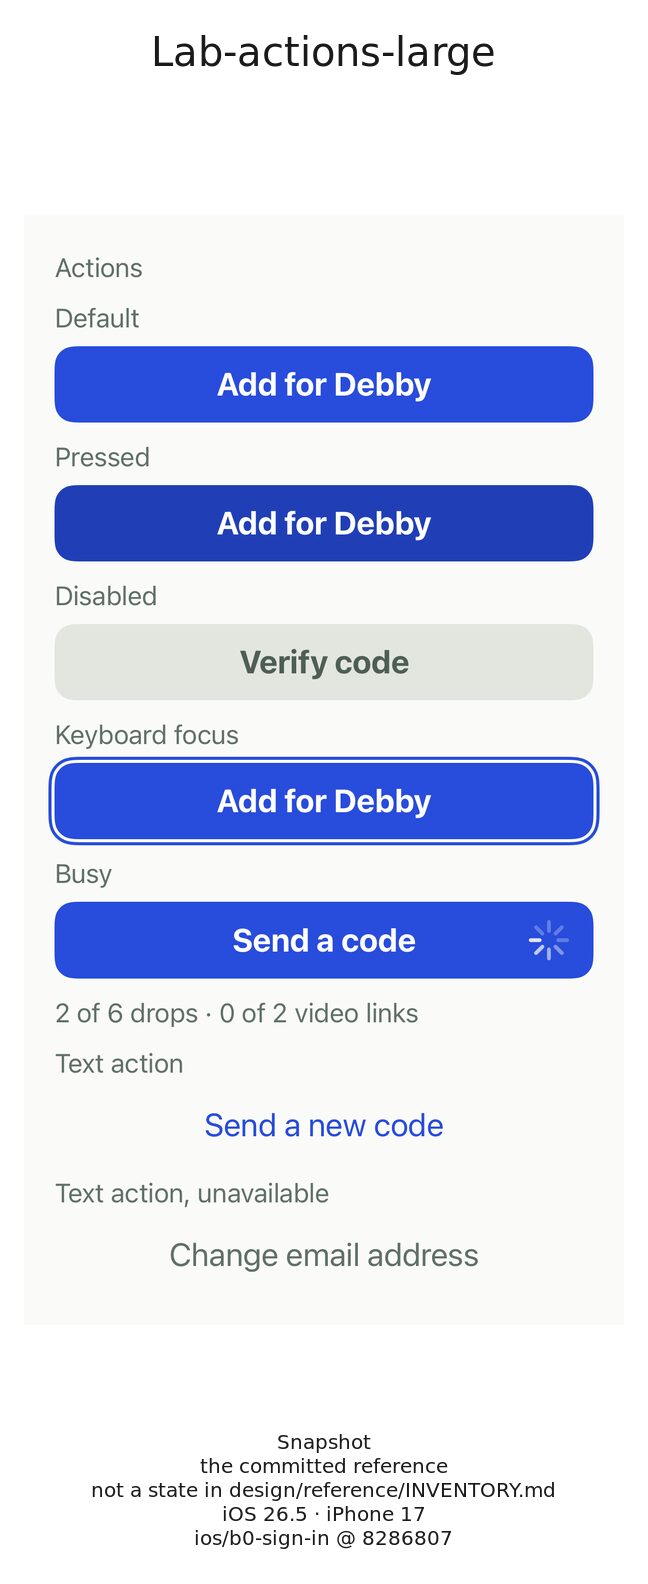 Lab-actions-large
Actions
Default
Add for Debby
Pressed
Add for Debby
Disabled
Verify code
Keyboard focus
Add for Debby
Busy
Send a code
2 of 6 drops · 0 of 2 video links
Text action
Send a new code
Text action, unavailable
Change email address
Snapshot
the committed reference
not a state in design/reference/INVENTORY.md
iOS 26.5 · iPhone 17
ios/b0-sign-in @ 8286807